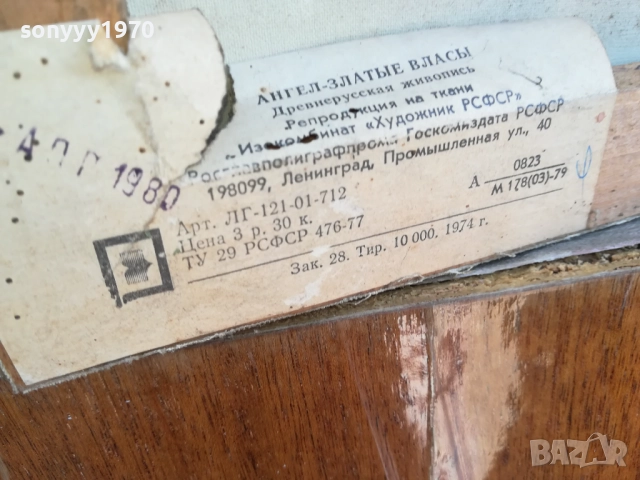 sonyyy1970
АНГЕЛ-ЗЛАТЫЕ ВЛАСЫ
Древнерусская живопись
Репродукция на ткани
Изокомбинат «Художник РСФСР»
Росглавполиграфпрома Госкомиздата РСФСР
198099, Ленинград, Промышленная ул., 40
1980
Арт. ЛГ-121-01-712
А 0823
М 178(03)-79
Цена 3 р. 30 к.
ТУ 29 РСФСР 476-77
Зак. 28. Тир. 10 000. 1974 г.
BAZAR